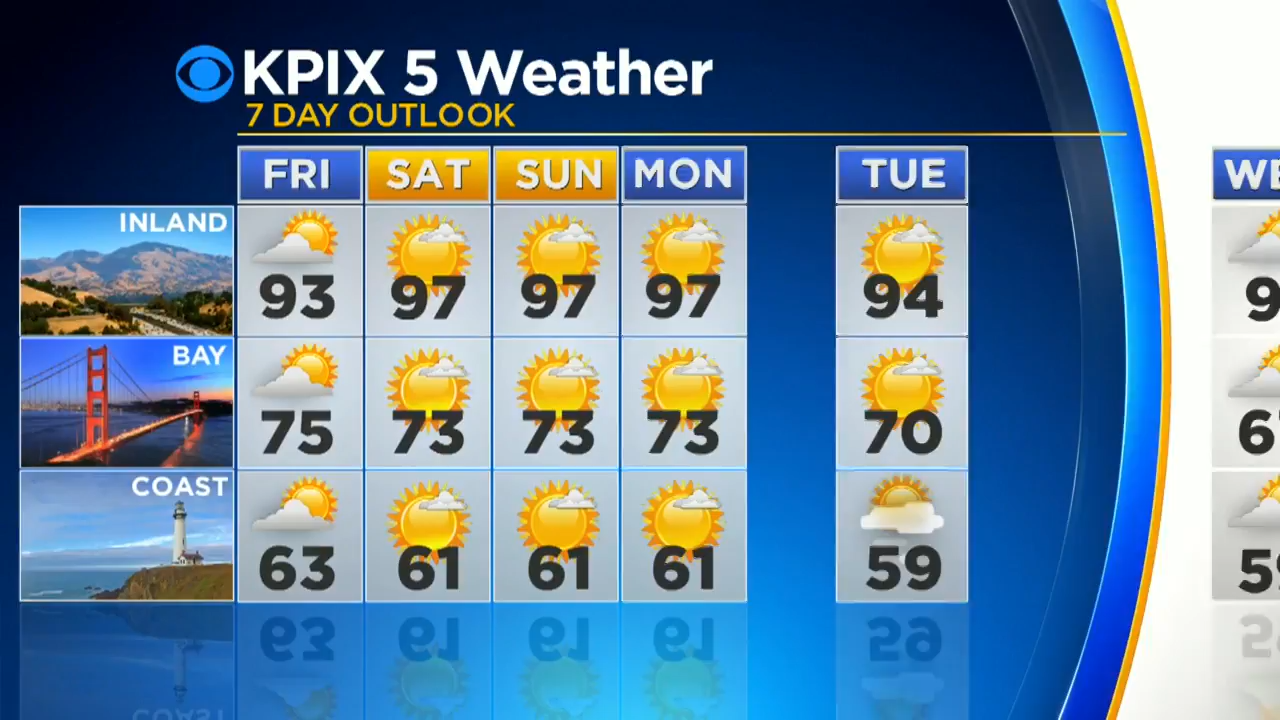 KPIX 5 Weather
7 DAY OUTLOOK
FRI SAT SUN MON TUE
INLAND
93 97 97 97 94
BAY
75 73 73 73 70
COAST
63 61 61 61 59